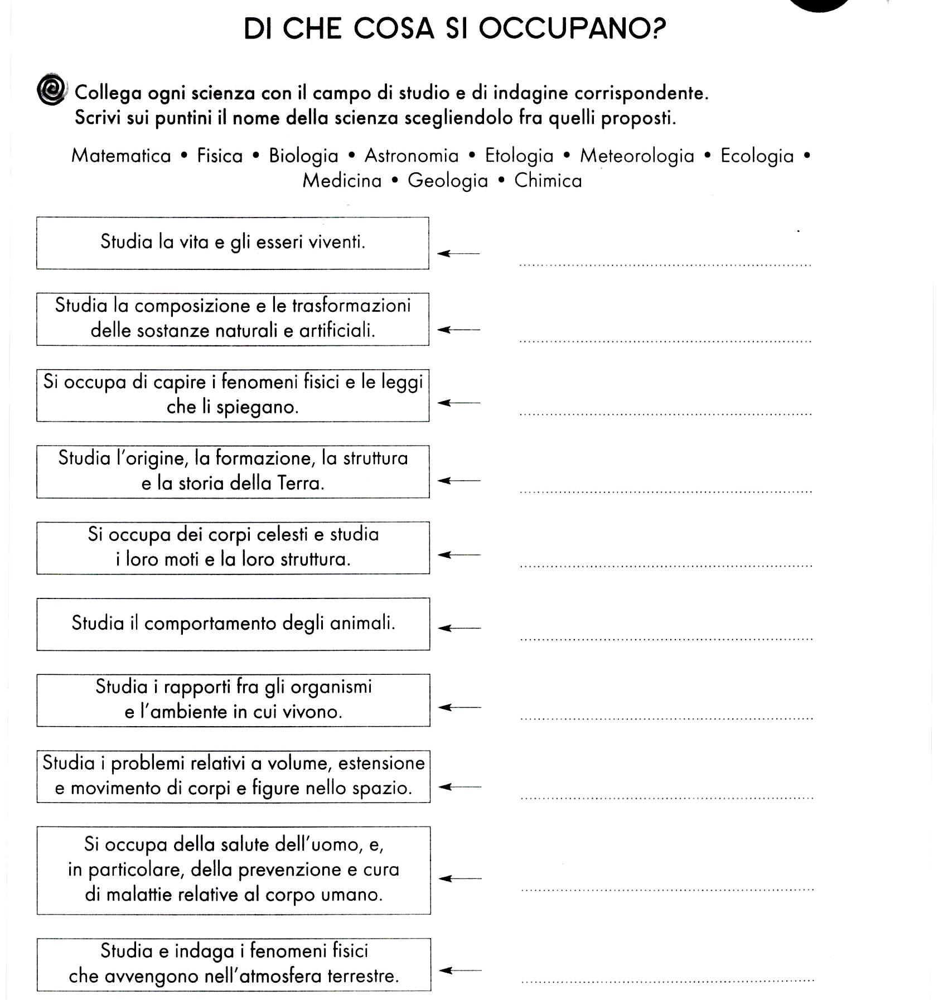 DI CHE COSA SI OCCUPANO?
Collega ogni scienza con il campo di studio e di indagine corrispondente.
Scrivi sui puntini il nome della scienza scegliendolo fra quelli proposti.
Matematica • Fisica • Biologia • Astronomia • Etologia • Meteorologia • Ecologia •
Medicina • Geologia • Chimica
Studia la vita e gli esseri viventi.
Studia la composizione e le trasformazioni
delle sostanze naturali e artificiali.
Si occupa di capire i fenomeni fisici e le leggi
che li spiegano.
Studia l'origine, la formazione, la struttura
e la storia della Terra.
Si occupa dei corpi celesti e studia
i loro moti e la loro struttura.
Studia il comportamento degli animali.
Studia i rapporti fra gli organismi
e l'ambiente in cui vivono.
Studia i problemi relativi a volume, estensione
e movimento di corpi e figure nello spazio.
Si occupa della salute dell'uomo, e,
in particolare, della prevenzione e cura
di malattie relative al corpo umano.
Studia e indaga i fenomeni fisici
che avvengono nell'atmosfera terrestre.